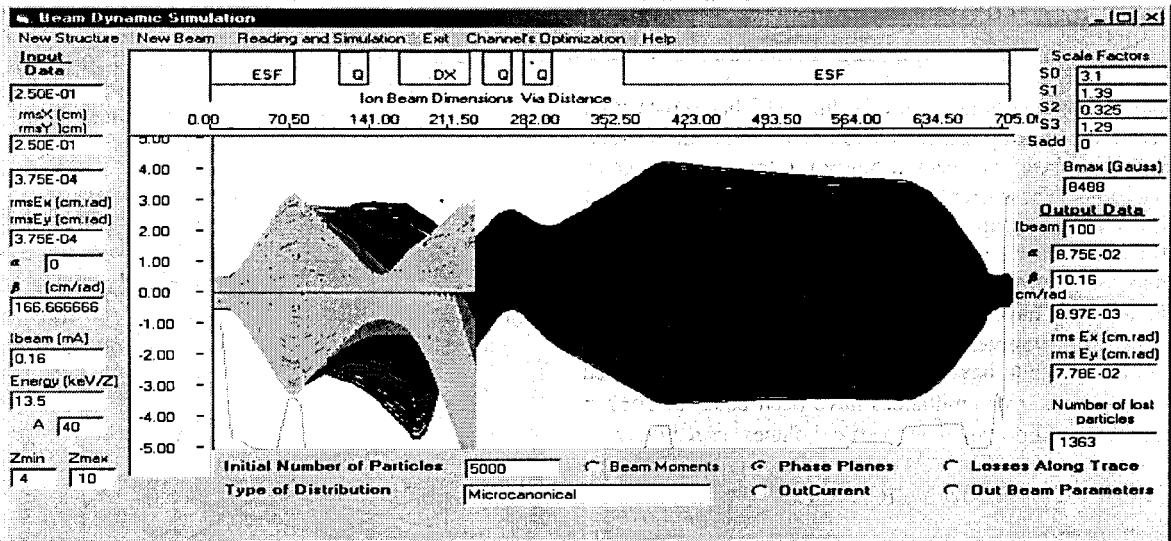 Beam Dynamic Simulation
New Structure New Beam Reading and Simulation Exit Channel's Optimization Help
Input Data
2.50E-01
rmsX (cm)
rmsY (cm)
2.50E-01
3.75E-04
rmsEx (cm.rad)
rmsEy (cm.rad)
3.75E-04
α 0
β (cm/rad)
166.666666
Ibeam (mA)
0.16
Energy (keV/Z)
13.5
A 40
Zmin Zmax
4 10
ESF Q DX Q Q ESF
Ion Beam Dimensions Via Distance
0.00 70.50 141.00 211.50 282.00 352.50 423.00 493.50 564.00 634.50 705.00
5.00
4.00
3.00
2.00
1.00
0.00
-1.00
-2.00
-3.00
-4.00
-5.00
Scale Factors
S0 3.1
S1 1.39
S2 0.325
S3 1.29
Sadd 0
Bmax (Gauss)
8488
Output Data
Ibeam 100
α 8.75E-02
β 10.16
cm/rad
8.97E-03
rms Ex (cm.rad)
rms Ey (cm.rad)
7.78E-02
Number of lost particles
1363
Initial Number of Particles 5000 Beam Moments Phase Planes Losses Along Trace
Type of Distribution Microcanonical OutCurrent Out Beam Parameters